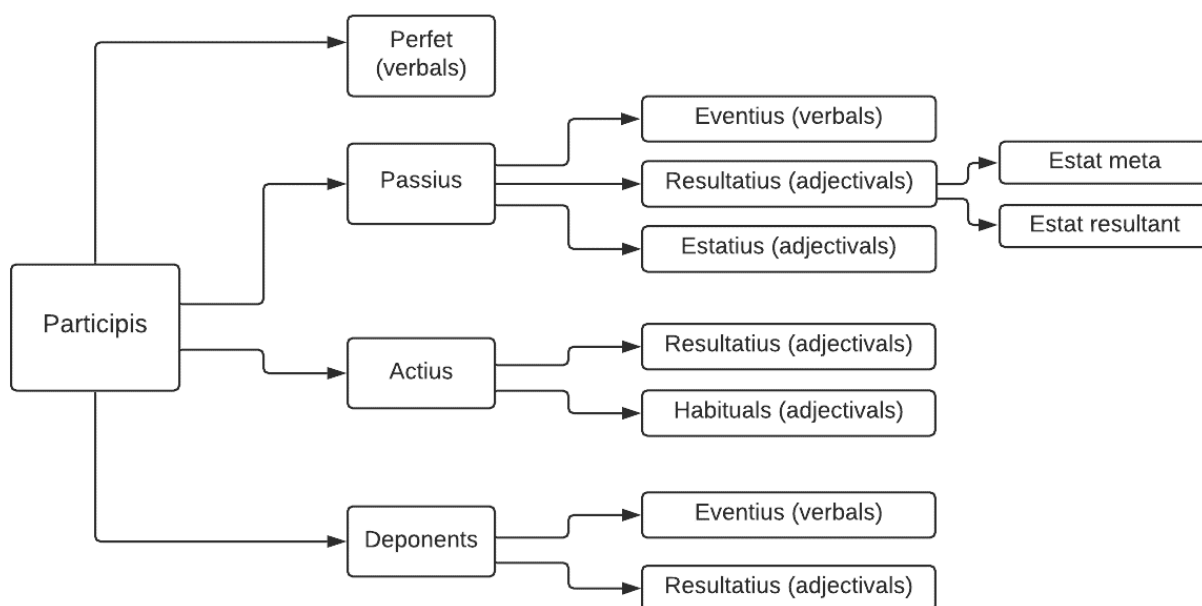 Participis
Perfet
(verbals)
Passius
Eventius (verbals)
Resultatius (adjectivals)
Estat meta
Estat resultant
Estatius (adjectivals)
Actius
Resultatius (adjectivals)
Habituals (adjectivals)
Deponents
Eventius (verbals)
Resultatius (adjectivals)